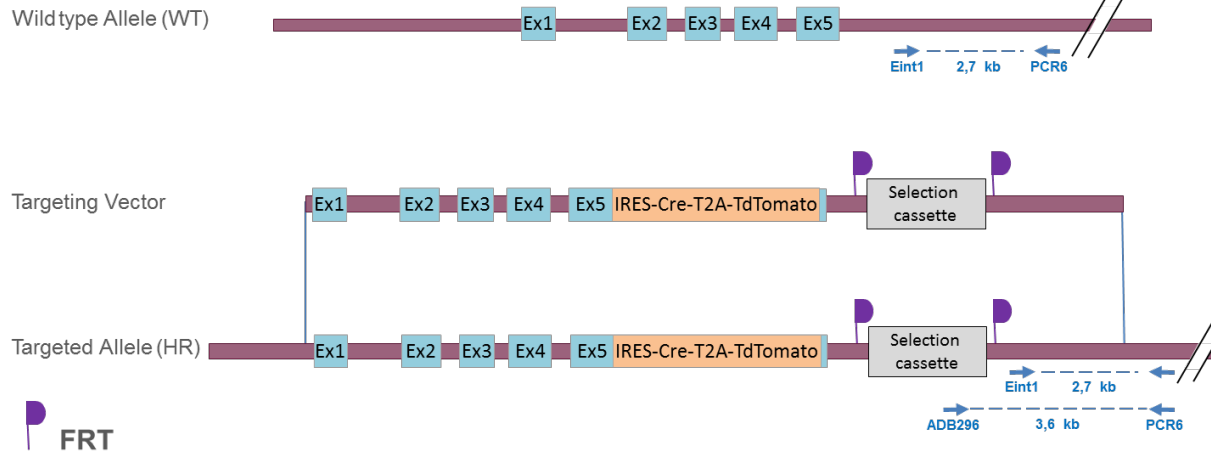 Wild type Allele (WT)
Ex1 Ex2 Ex3 Ex4 Ex5
Eint1 2,7 kb PCR6
Targeting Vector
Ex1 Ex2 Ex3 Ex4 Ex5 IRES-Cre-T2A-TdTomato
Selection
cassette
Targeted Allele (HR)
Ex1 Ex2 Ex3 Ex4 Ex5 IRES-Cre-T2A-TdTomato
Selection
cassette
Eint1 2,7 kb
ADB296 3,6 kb PCR6
FRT